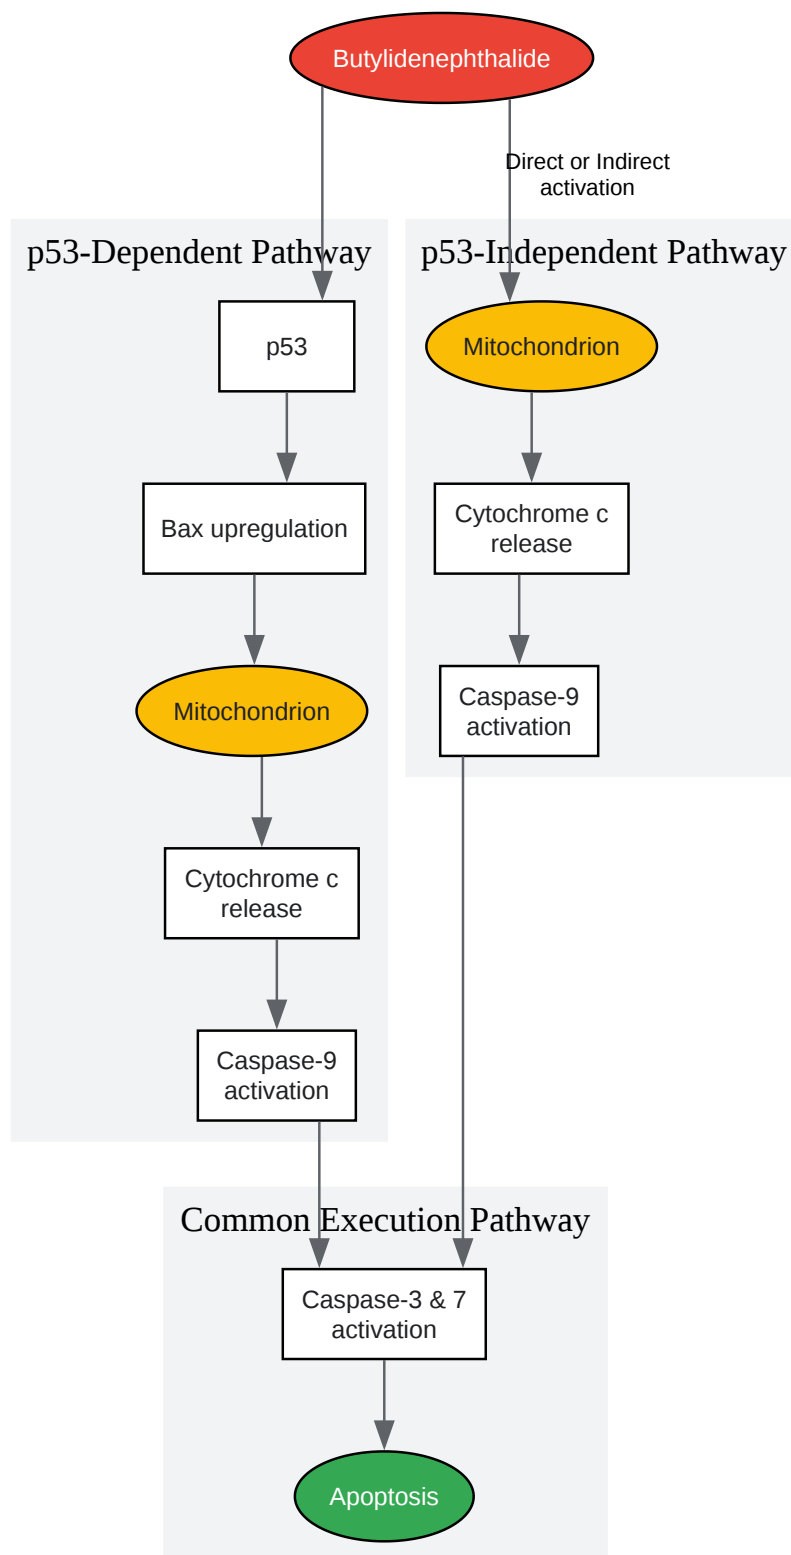 Butylidenephthalide
Direct or Indirect
activation
p53-Dependent Pathway
p53
Bax upregulation
Mitochondrion
Cytochrome c
release
Caspase-9
activation
p53-Independent Pathway
Mitochondrion
Cytochrome c
release
Caspase-9
activation
Common Execution Pathway
Caspase-3 & 7
activation
Apoptosis